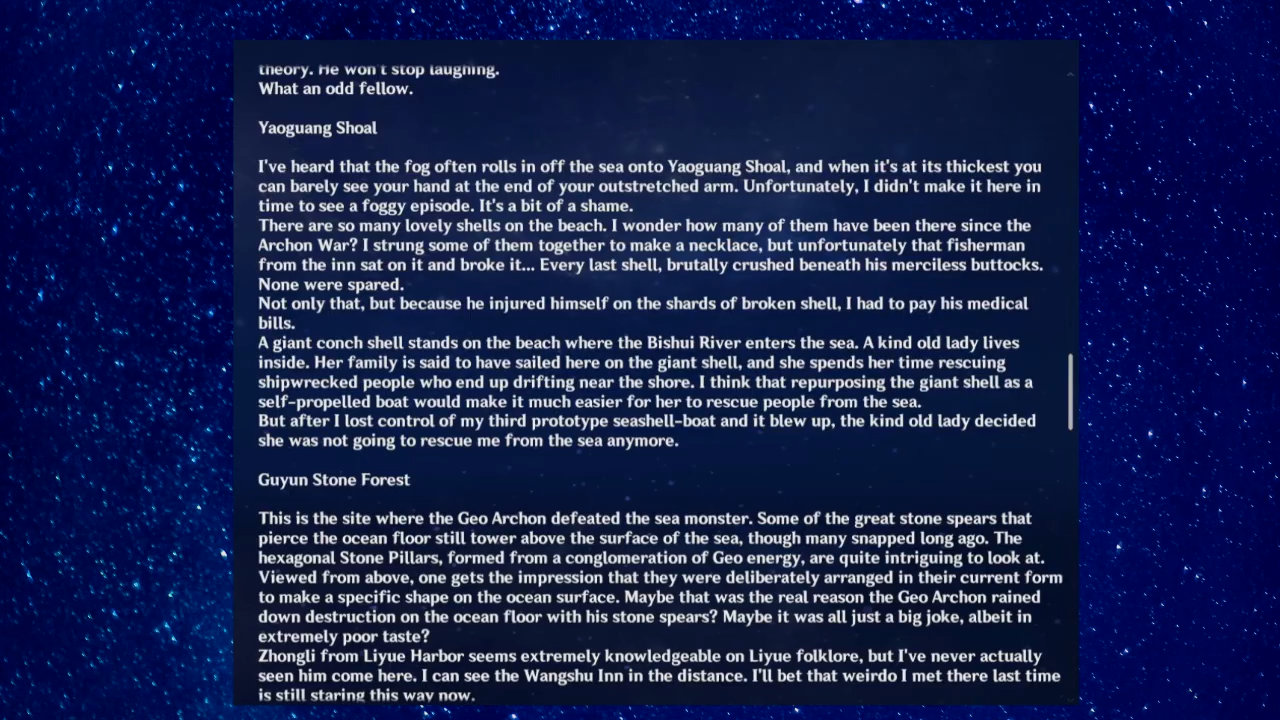 theory. He won't stop laughing.
What an odd fellow.
Yaoguang Shoal
I've heard that the fog often rolls in off the sea onto Yaoguang Shoal, and when it's at its thickest you
can barely see your hand at the end of your outstretched arm. Unfortunately, I didn't make it here in
time to see a foggy episode. It's a bit of a shame.
There are so many lovely shells on the beach. I wonder how many of them have been there since the
Archon War? I strung some of them together to make a necklace, but unfortunately that fisherman
from the inn sat on it and broke it... Every last shell, brutally crushed beneath his merciless buttocks.
None were spared.
Not only that, but because he injured himself on the shards of broken shell, I had to pay his medical
bills.
A giant conch shell stands on the beach where the Bishui River enters the sea. A kind old lady lives
inside. Her family is said to have sailed here on the giant shell, and she spends her time rescuing
shipwrecked people who end up drifting near the shore. I think that repurposing the giant shell as a
self-propelled boat would make it much easier for her to rescue people from the sea.
But after I lost control of my third prototype seashell-boat and it blew up, the kind old lady decided
she was not going to rescue me from the sea anymore.
Guyun Stone Forest
This is the site where the Geo Archon defeated the sea monster. Some of the great stone spears that
pierce the ocean floor still tower above the surface of the sea, though many snapped long ago. The
hexagonal Stone Pillars, formed from a conglomeration of Geo energy, are quite intriguing to look at.
Viewed from above, one gets the impression that they were deliberately arranged in their current form
to make a specific shape on the ocean surface. Maybe that was the real reason the Geo Archon rained
down destruction on the ocean floor with his stone spears? Maybe it was all just a big joke, albeit in
extremely poor taste?
Zhongli from Liyue Harbor seems extremely knowledgeable on Liyue folklore, but I've never actually
seen him come here. I can see the Wangshu Inn in the distance. I'll bet that weirdo I met there last time
is still staring this way now.